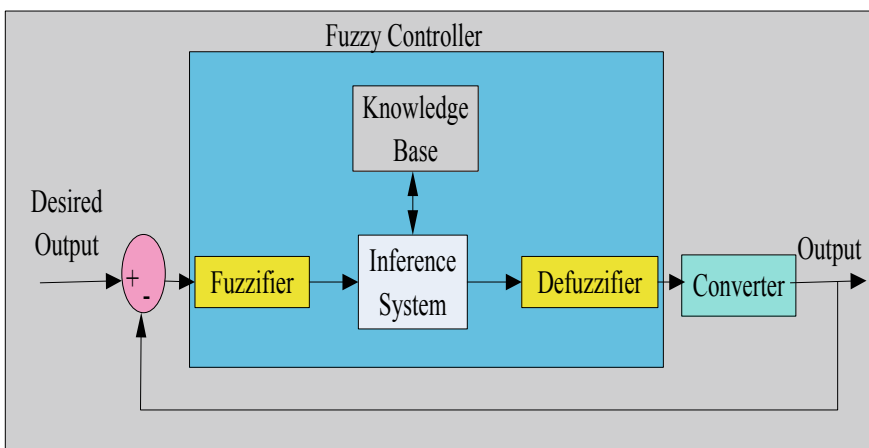 Fuzzy Controller
Knowledge
Base
Desired
Output
+
-
Fuzzifier
Inference
System
Defuzzifier
Converter
Output